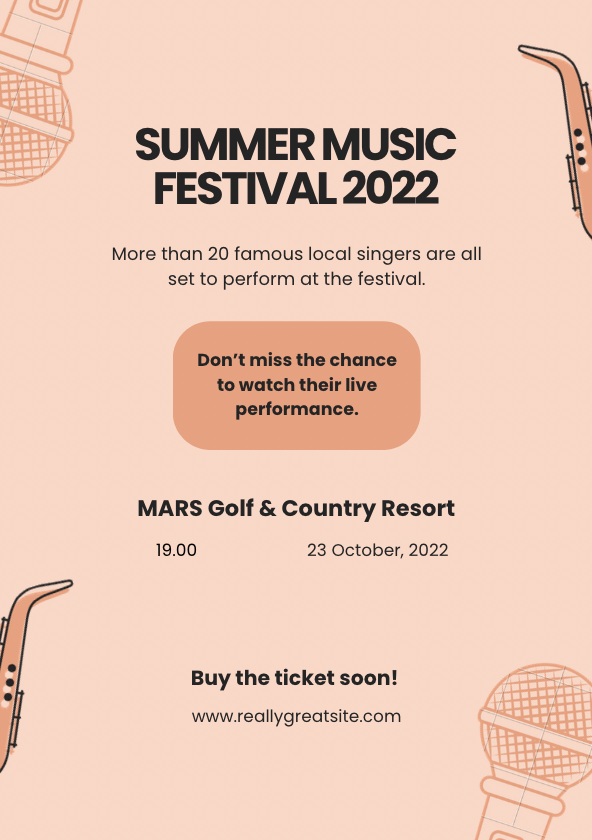 SUMMER MUSIC
FESTIVAL 2022
More than 20 famous local singers are all
set to perform at the festival.
Don’t miss the chance
to watch their live
performance.
MARS Golf & Country Resort
19.00 23 October, 2022
Buy the ticket soon!
www.reallygreatsite.com